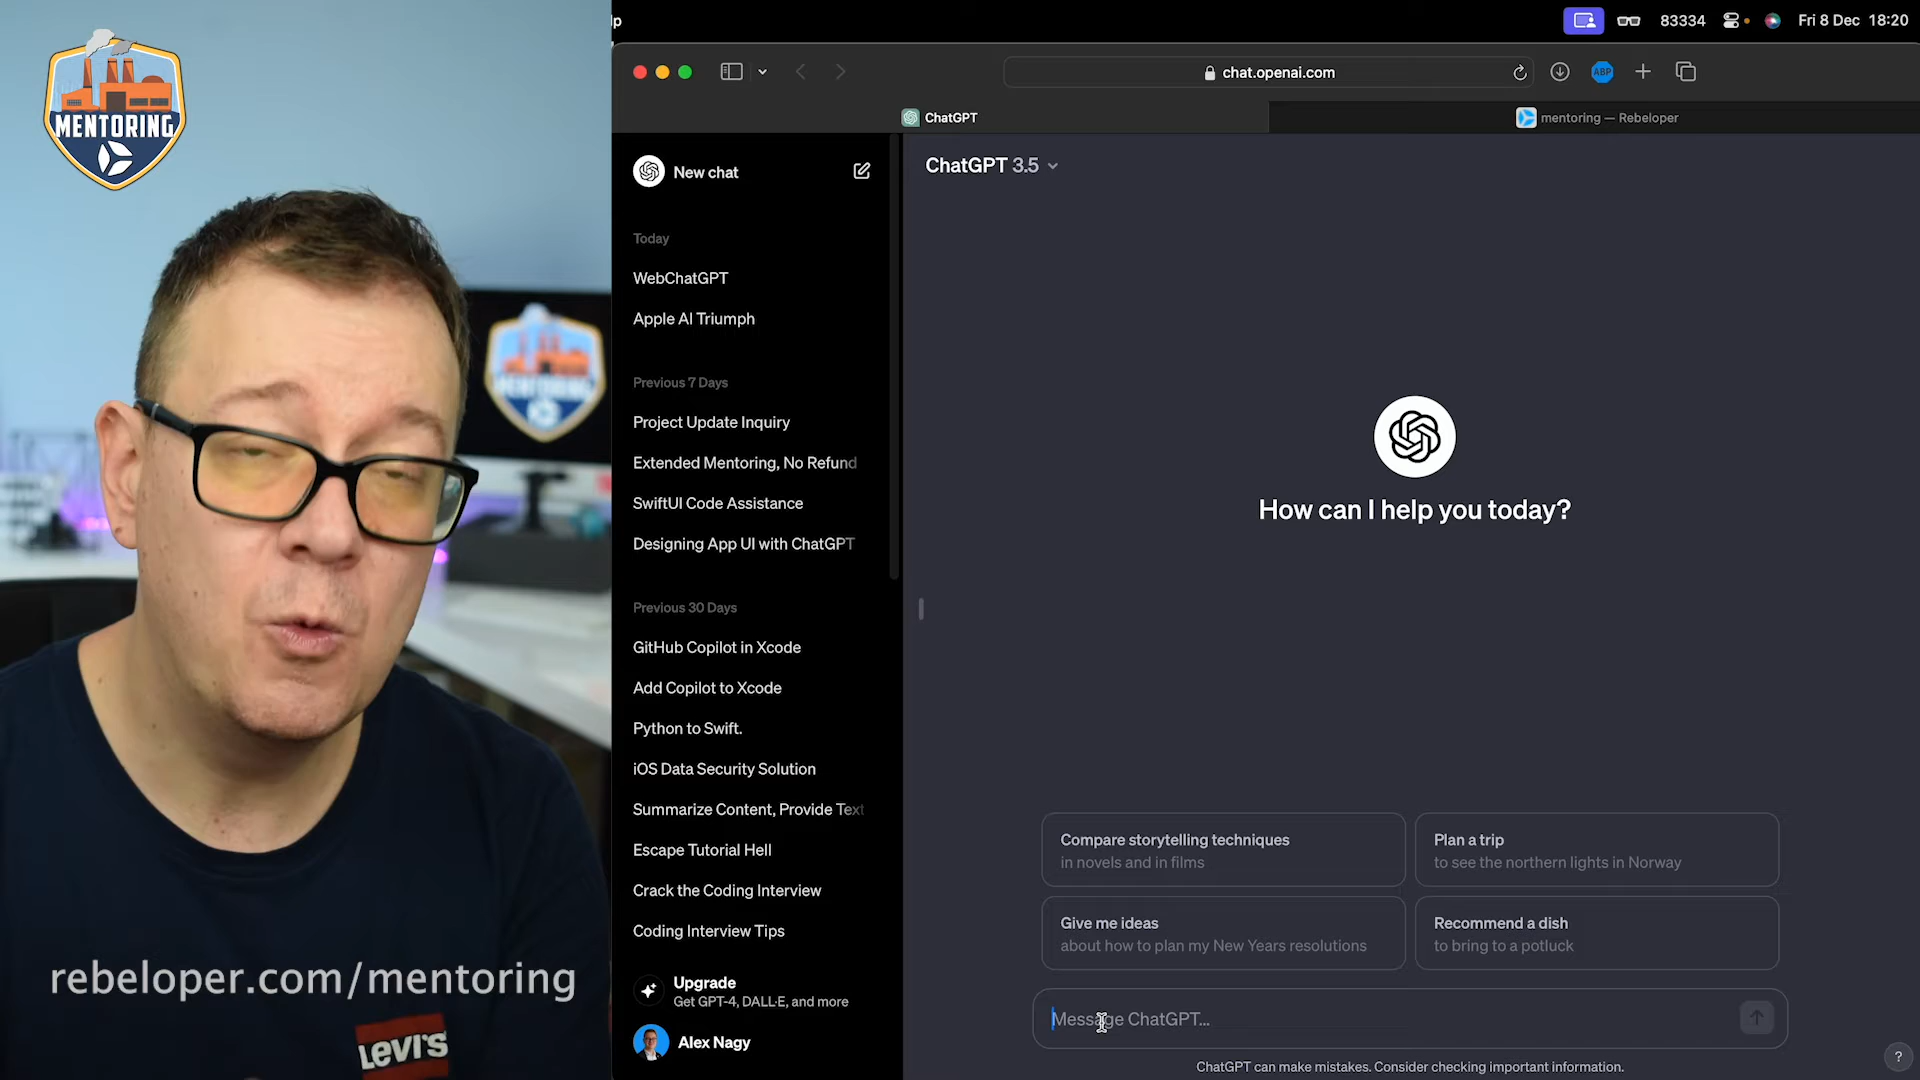 MENTORING
MENTORING
rebeloper.com/mentoring
Levi's
lp
83334
Fri 8 Dec 18:20
chat.openai.com
ABP
ChatGPT
mentoring — Rebeloper
New chat
ChatGPT 3.5
Today
WebChatGPT
Apple AI Triumph
Previous 7 Days
Project Update Inquiry
Extended Mentoring, No Refund
SwiftUI Code Assistance
Designing App UI with ChatGPT
Previous 30 Days
GitHub Copilot in Xcode
Add Copilot to Xcode
Python to Swift.
iOS Data Security Solution
Summarize Content, Provide Text
Escape Tutorial Hell
Crack the Coding Interview
Coding Interview Tips
Upgrade
Get GPT-4, DALL·E, and more
Alex Nagy
How can I help you today?
Compare storytelling techniques
in novels and in films
Plan a trip
to see the northern lights in Norway
Give me ideas
about how to plan my New Years resolutions
Recommend a dish
to bring to a potluck
Message ChatGPT...
ChatGPT can make mistakes. Consider checking important information.
?